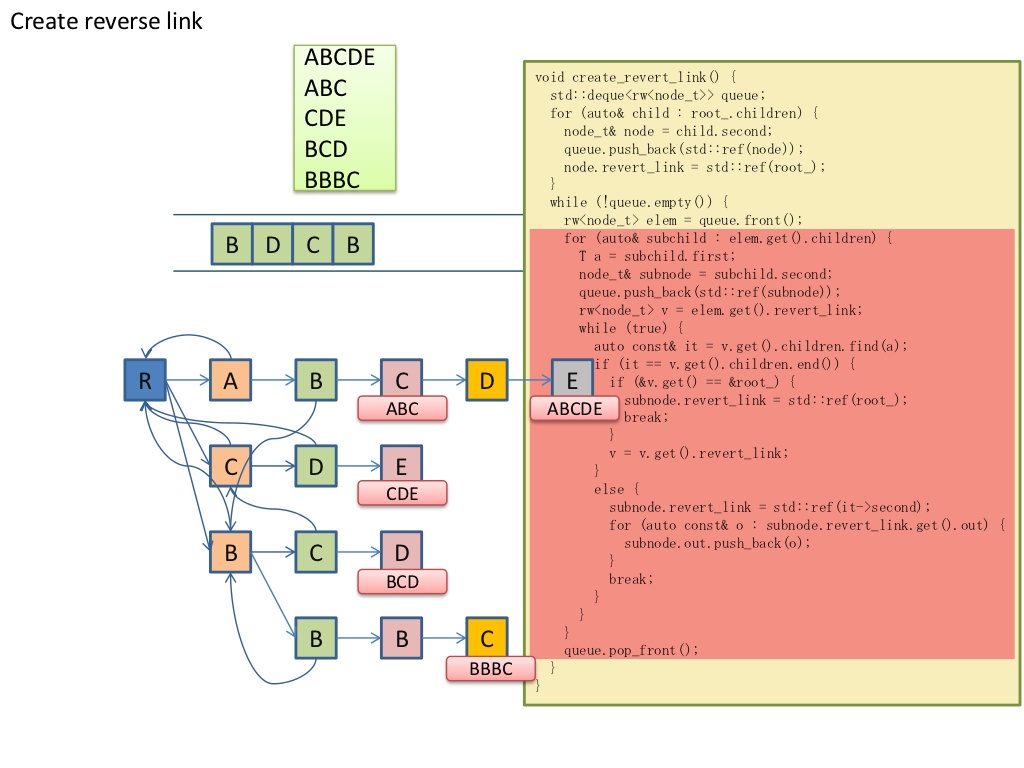 Create reverse link
ABCDE
ABC
CDE
BCD
BBBC
B D C B
R A B C D E
ABC ABCDE
C D E
CDE
B C D
BCD
B B C
BBBC
void create_revert_link() {
std::deque<rw<node_t>> queue;
for (auto& child : root_.children) {
node_t& node = child.second;
queue.push_back(std::ref(node));
node.revert_link = std::ref(root_);
}
while (!queue.empty()) {
rw<node_t> elem = queue.front();
for (auto& subchild : elem.get().children) {
T a = subchild.first;
node_t& subnode = subchild.second;
queue.push_back(std::ref(subnode));
rw<node_t> v = elem.get().revert_link;
while (true) {
auto const& it = v.get().children.find(a);
if (it == v.get().children.end()) {
if (&v.get() == &root_) {
subnode.revert_link = std::ref(root_);
break;
}
v = v.get().revert_link;
}
else {
subnode.revert_link = std::ref(it->second);
for (auto const& o : subnode.revert_link.get().out) {
subnode.out.push_back(o);
}
break;
}
}
}
queue.pop_front();
}
}